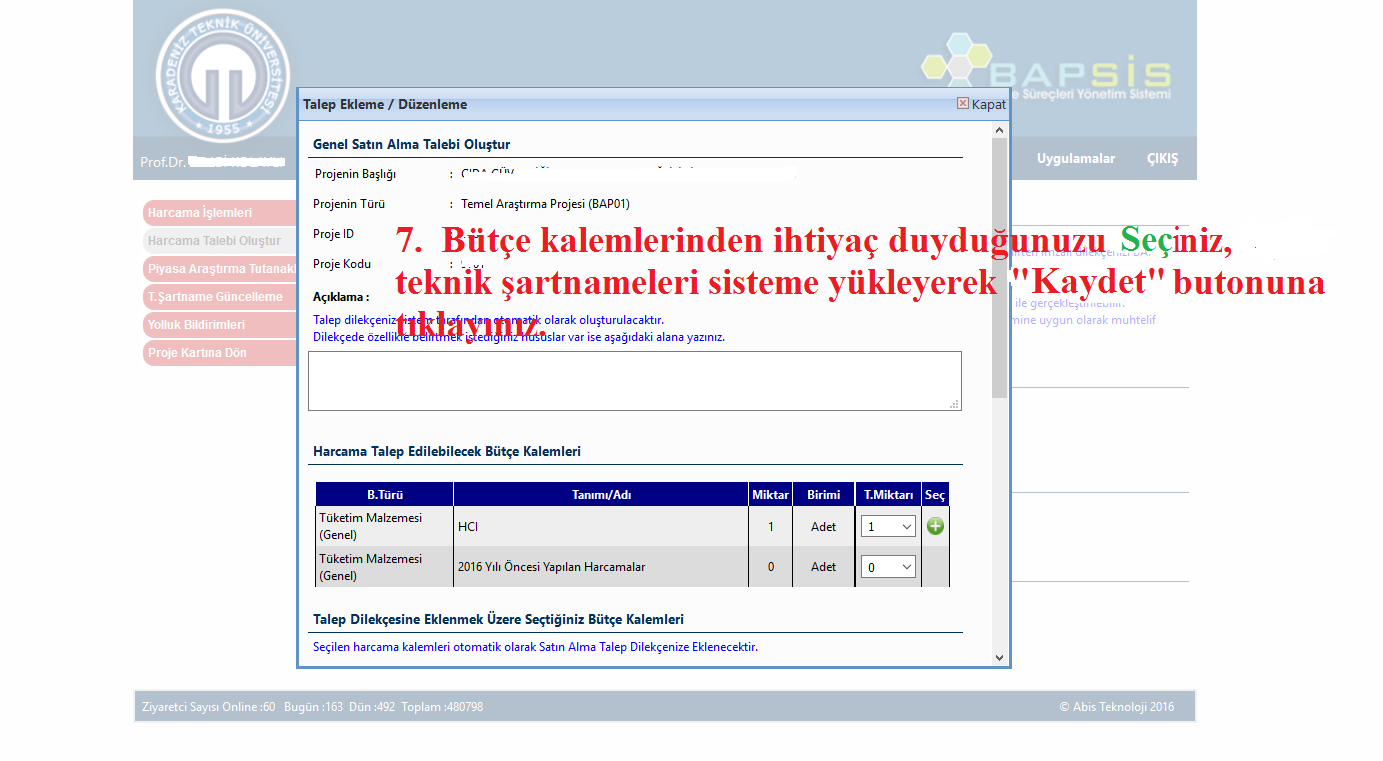 KARADENİZ TEKNİK ÜNİVERSİTESİ
1955
BAPSİS
Süreçleri Yönetim Sistemi
Talep Ekleme / Düzenleme
Kapat
Prof.Dr.
Uygulamalar ÇIKIŞ
Genel Satın Alma Talebi Oluştur
Projenin Başlığı :
Projenin Türü : Temel Araştırma Projesi (BAP01)
Proje ID :
Proje Kodu :
Harcama İşlemleri
Harcama Talebi Oluştur
Piyasa Araştırma Tutanakl
T.Şartname Güncelleme
Yolluk Bildirimleri
Proje Kartına Dön
7. Bütçe kalemlerinden ihtiyaç duyduğunuzu Seçiniz,
teknik şartnameleri sisteme yükleyerek "Kaydet" butonuna
tıklayınız.
ile gerçekleştirilebilir.
mine uygun olarak muhtelif
Açıklama :
Talep dilekçeniz sistem tarafından otomatik olarak oluşturulacaktır.
Dilekçede özellikle belirtmek istediğiniz hususlar var ise aşağıdaki alana yazınız.
Harcama Talep Edilebilecek Bütçe Kalemleri
B.Türü Tanımı/Adı Miktar Birimi T.Miktarı Seç
Tüketim Malzemesi
(Genel) HCI 1 Adet 1
Tüketim Malzemesi
(Genel) 2016 Yılı Öncesi Yapılan Harcamalar 0 Adet 0
Talep Dilekçesine Eklenmek Üzere Seçtiğiniz Bütçe Kalemleri
Seçilen harcama kalemleri otomatik olarak Satın Alma Talep Dilekçenize Eklenecektir.
Ziyaretci Sayısı Online :60 Bugün :163 Dün :492 Toplam :480798
© Abis Teknoloji 2016